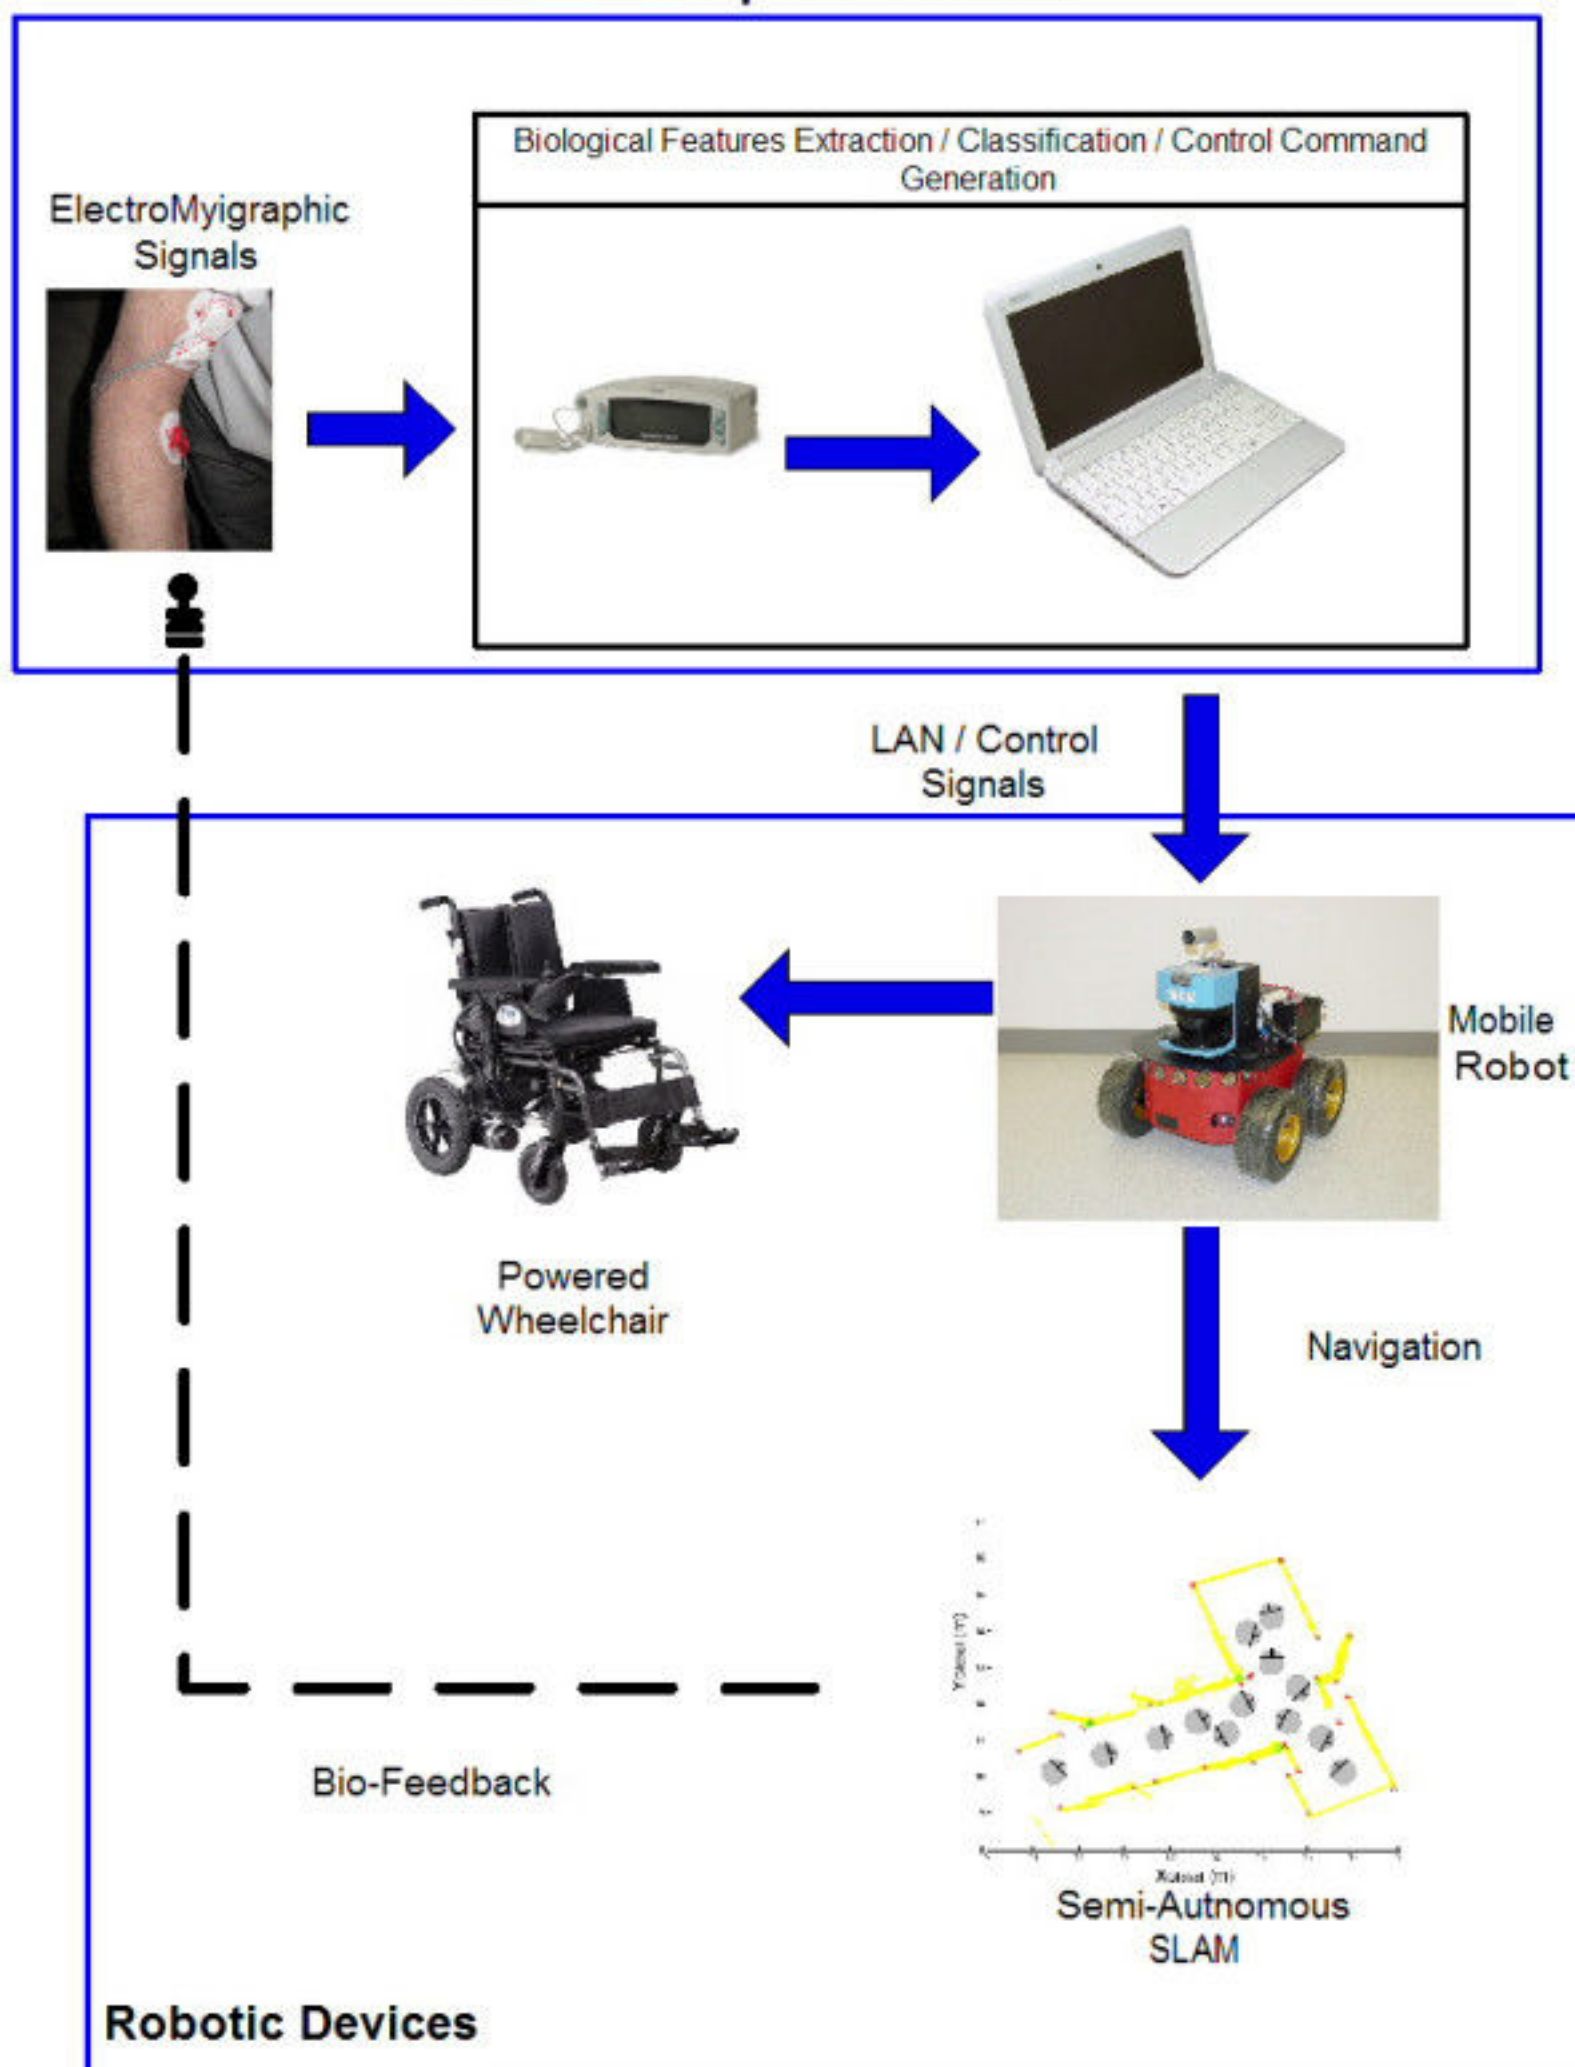 Biological Features Extraction / Classification / Control Command
Generation
ElectroMyigraphic
Signals
LAN / Control
Signals
Mobile
Robot
Powered
Wheelchair
Navigation
Bio-Feedback
Semi-Autnomous
SLAM
Robotic Devices